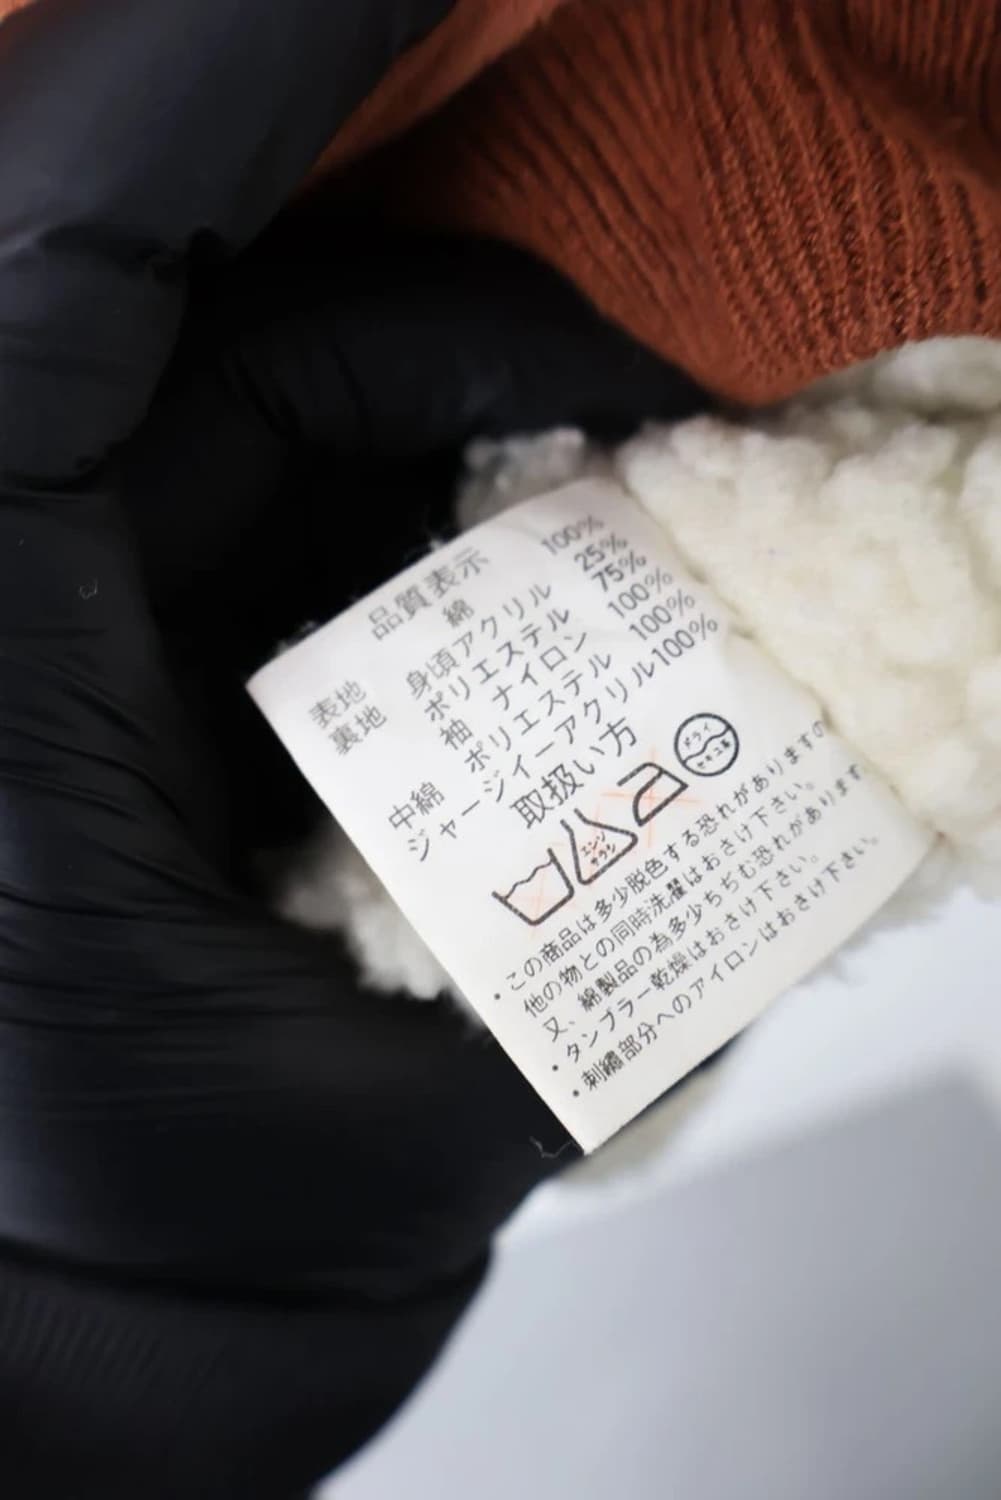 品質表示
表地 綿 100%
裏地 身頃アクリル 25%
ポリエステル 75%
袖 ナイロン 100%
中綿 ポリエステル 100%
ジャージィーアクリル100%
取扱い方
エンソ サラシ
ドライ セキユ系
・この商品は多少脱色する恐れがありますの
他の物との同時洗濯はおさけ下さい。
又、綿製品の為多少ちぢむ恐れがあります。
・タンブラー乾燥はおさけ下さい。
・刺繡部分へのアイロンはおさけ下さい。